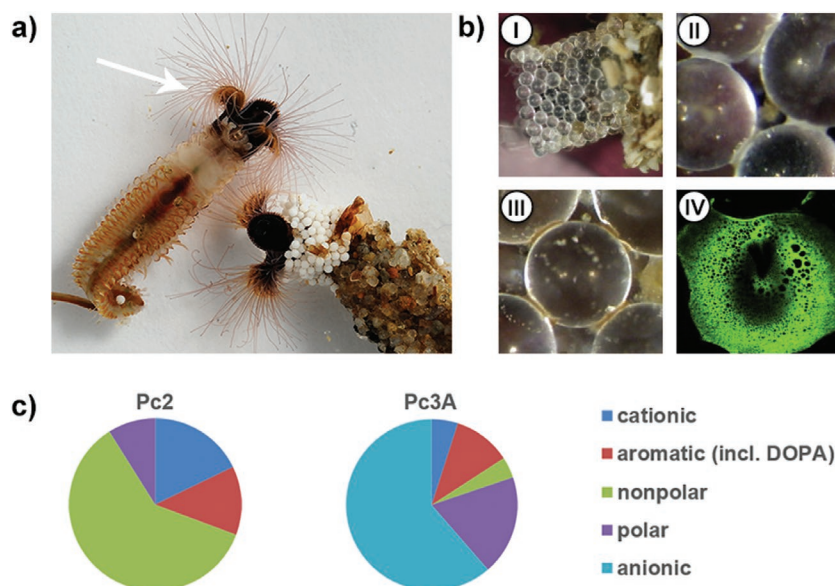 a)
b)
I
II
III
IV
c)
Pc2
Pc3A
cationic
aromatic (incl. DOPA)
nonpolar
polar
anionic